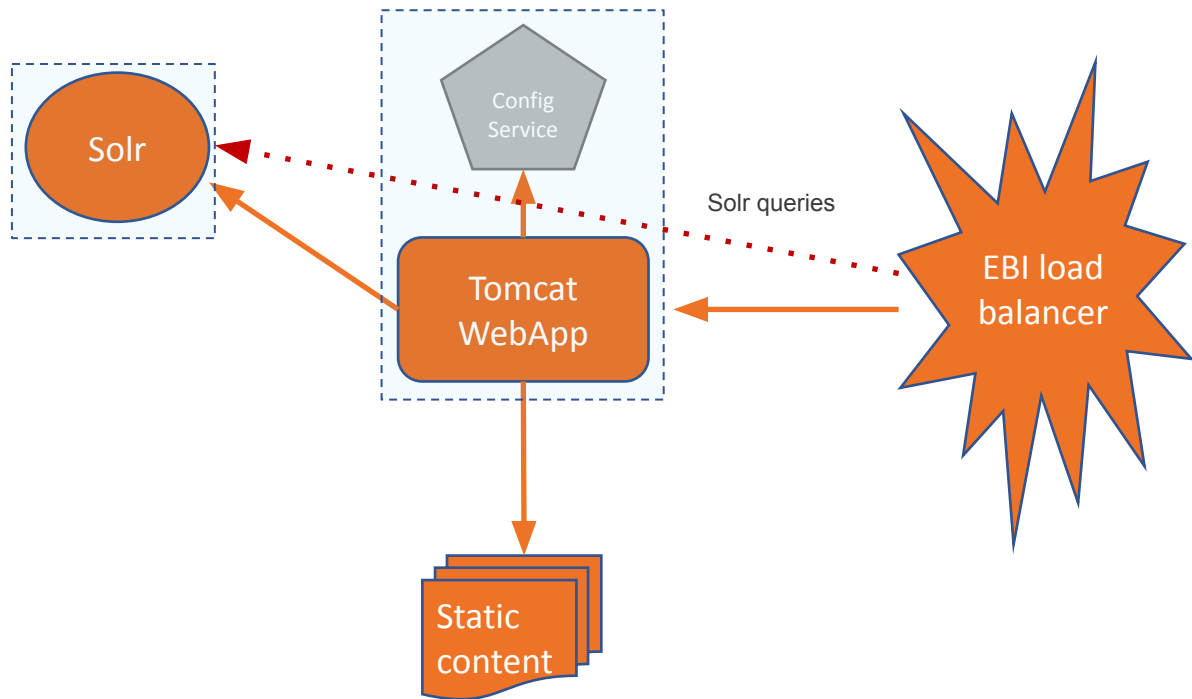 Config
Service
Solr
Solr queries
Tomcat
WebApp
EBI load
balancer
Static
content